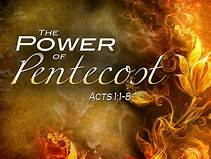 The
Power
of
Pentecost
Acts 1:1-8